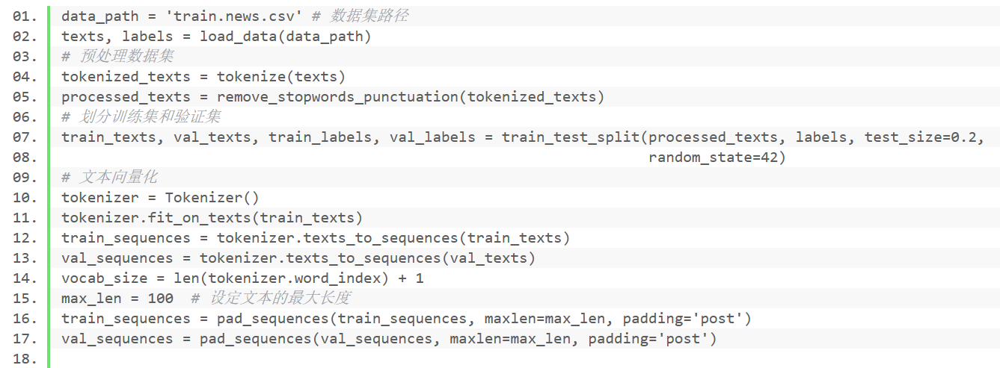 01. data_path = 'train.news.csv' # 数据集路径
02. texts, labels = load_data(data_path)
03. # 预处理数据集
04. tokenized_texts = tokenize(texts)
05. processed_texts = remove_stopwords_punctuation(tokenized_texts)
06. # 划分训练集和验证集
07. train_texts, val_texts, train_labels, val_labels = train_test_split(processed_texts, labels, test_size=0.2,
08.                                                                     random_state=42)
09. # 文本向量化
10. tokenizer = Tokenizer()
11. tokenizer.fit_on_texts(train_texts)
12. train_sequences = tokenizer.texts_to_sequences(train_texts)
13. val_sequences = tokenizer.texts_to_sequences(val_texts)
14. vocab_size = len(tokenizer.word_index) + 1
15. max_len = 100  # 设定文本的最大长度
16. train_sequences = pad_sequences(train_sequences, maxlen=max_len, padding='post')
17. val_sequences = pad_sequences(val_sequences, maxlen=max_len, padding='post')
18.